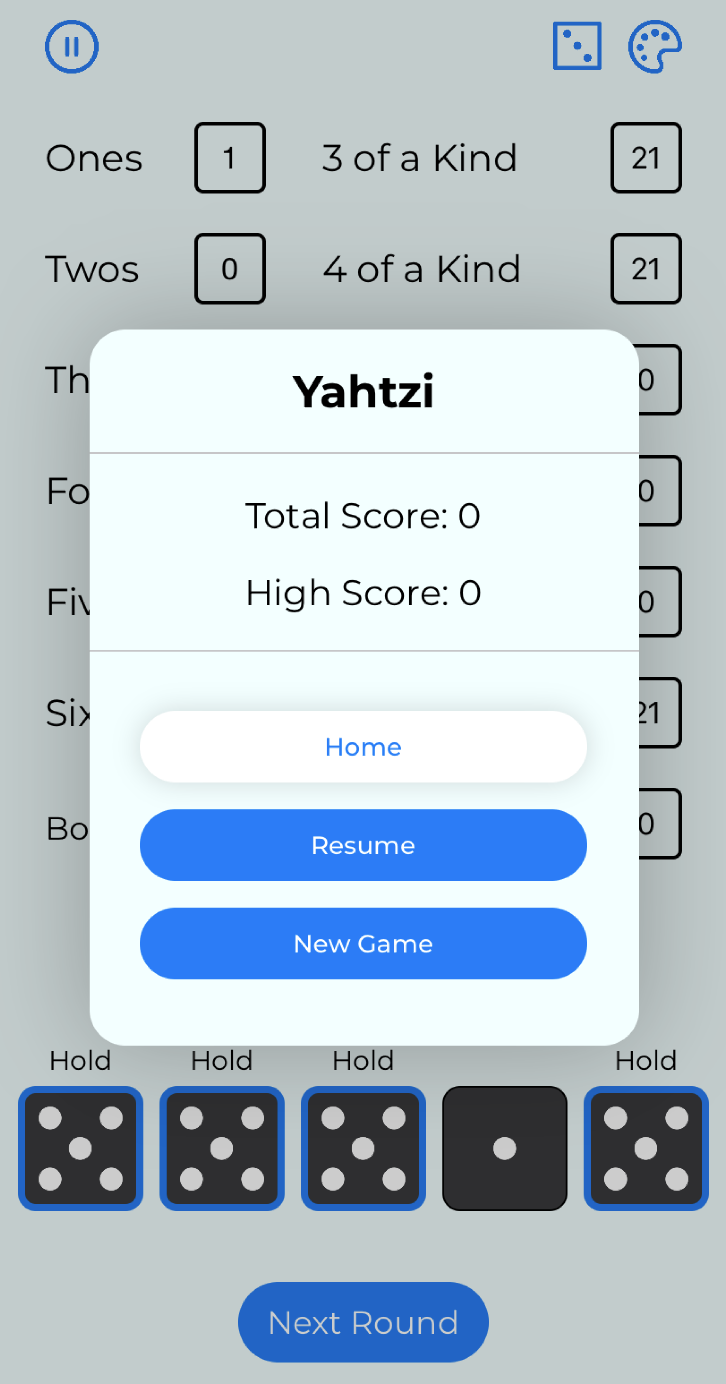 Ones 1 3 of a Kind 21
Twos 0 4 of a Kind 21
Th 0
Fo 0
Fiv 0
Six 21
Bo 0
Yahtzi
Total Score: 0
High Score: 0
Home
Resume
New Game
Hold Hold Hold Hold
Next Round